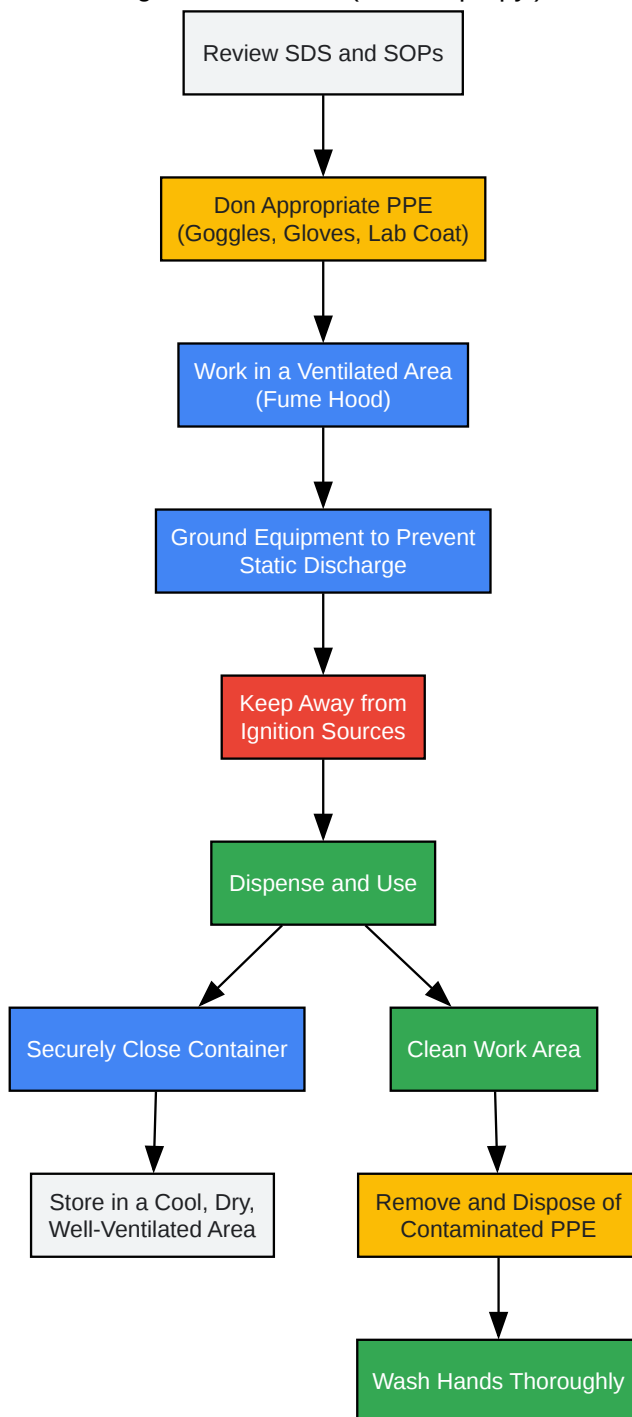 Review SDS and SOPs
Don Appropriate PPE
(Goggles, Gloves, Lab Coat)
Work in a Ventilated Area
(Fume Hood)
Ground Equipment to Prevent
Static Discharge
Keep Away from
Ignition Sources
Dispense and Use
Securely Close Container
Clean Work Area
Store in a Cool, Dry,
Well-Ventilated Area
Remove and Dispose of
Contaminated PPE
Wash Hands Thoroughly